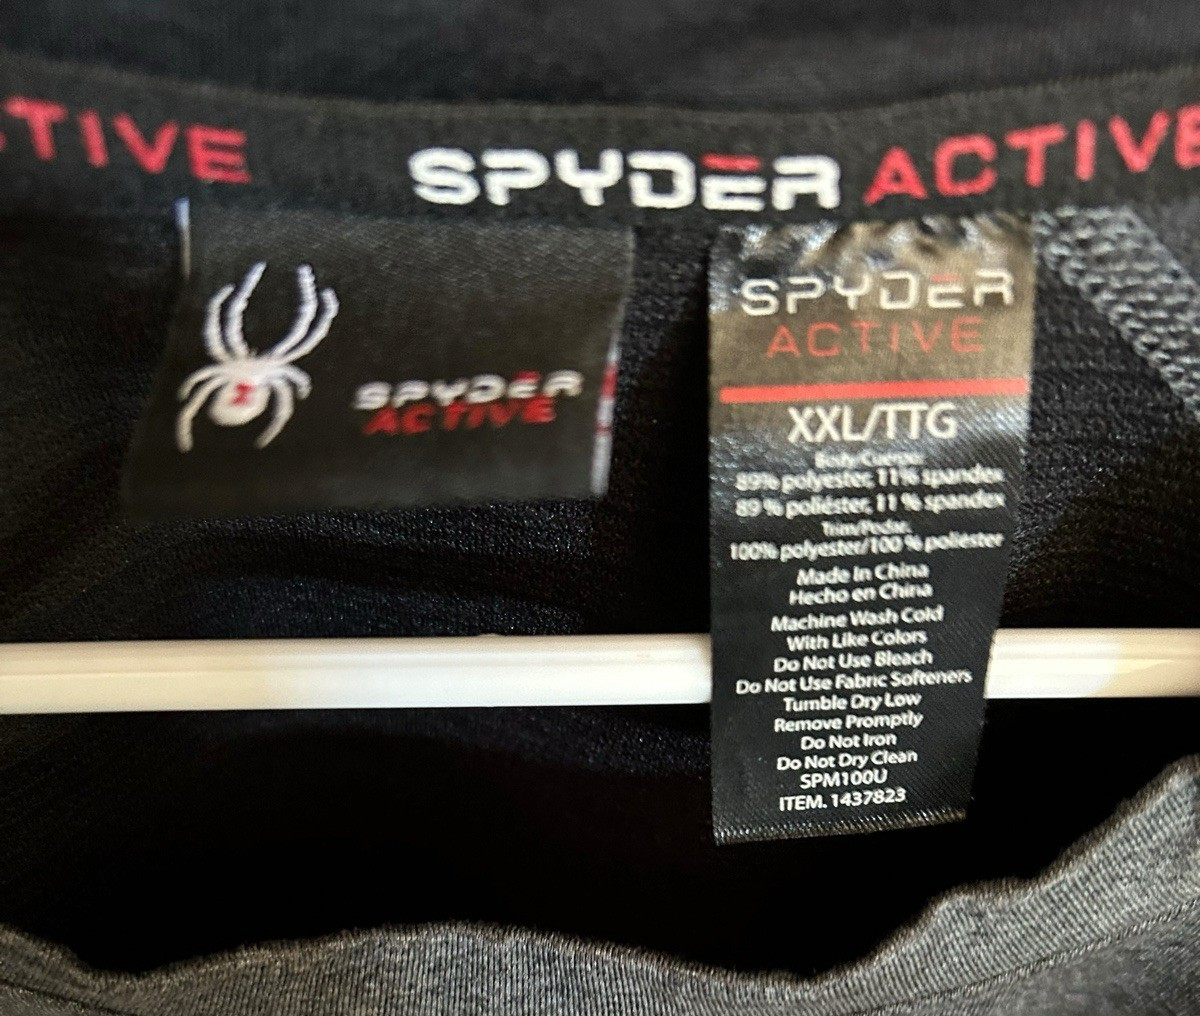 TIVE SPYDER ACTIVE
SPYDER
ACTIVE
SPYDER
ACTIVE
XXL/TTG
Body/Cuerpo:
89% polyester, 11% spandex
89 % poliéster, 11 % spandex
Trim/Pedac.
100% polyester/100 % poliéster
Made In China
Hecho en China
Machine Wash Cold
With Like Colors
Do Not Use Bleach
Do Not Use Fabric Softeners
Tumble Dry Low
Remove Promptly
Do Not Iron
Do Not Dry Clean
SPM100U
ITEM. 1437823